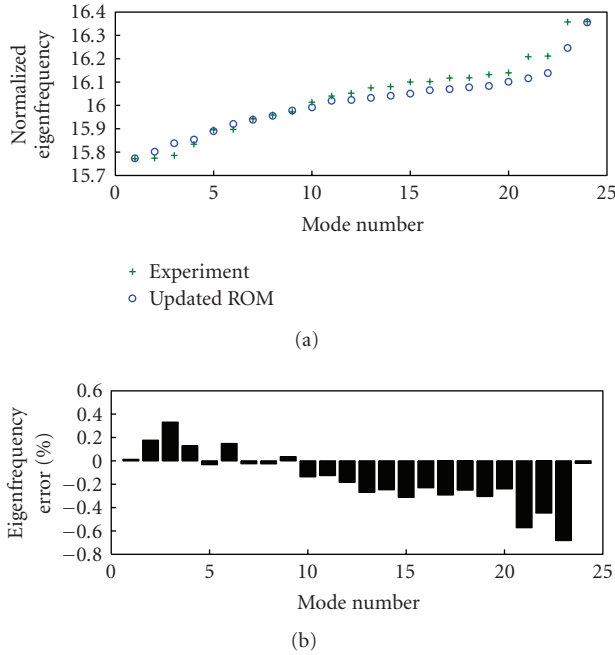 16.4
16.3
16.2
16.1
16
15.9
15.8
15.7
Normalized
eigenfrequency
0 5 10 15 20 25
Mode number
+ Experiment
○ Updated ROM
(a)
0.6
0.4
0.2
0
−0.2
−0.4
−0.6
−0.8
Eigenfrequency
error (%)
0 5 10 15 20 25
Mode number
(b)